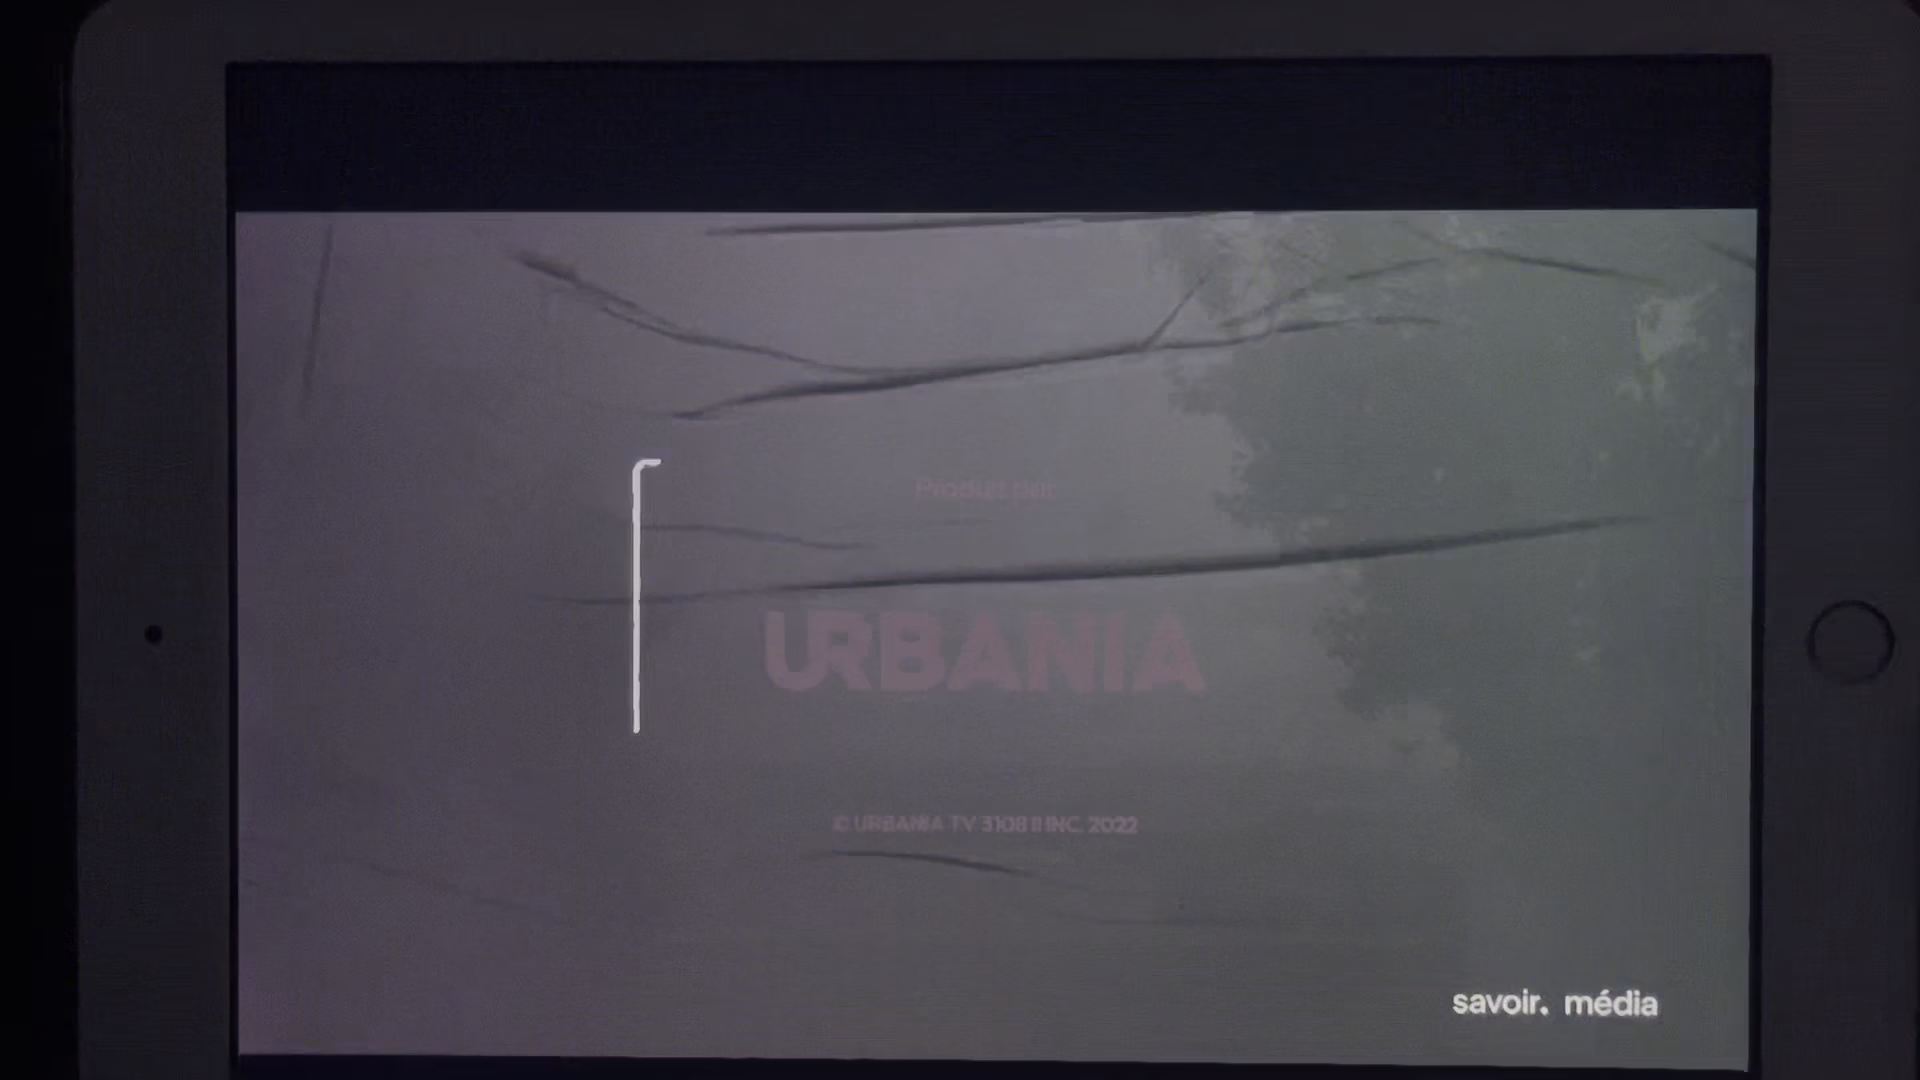 Produit par:
URBANIA
© URBANIA TV 3108 II INC. 2022
savoir. média